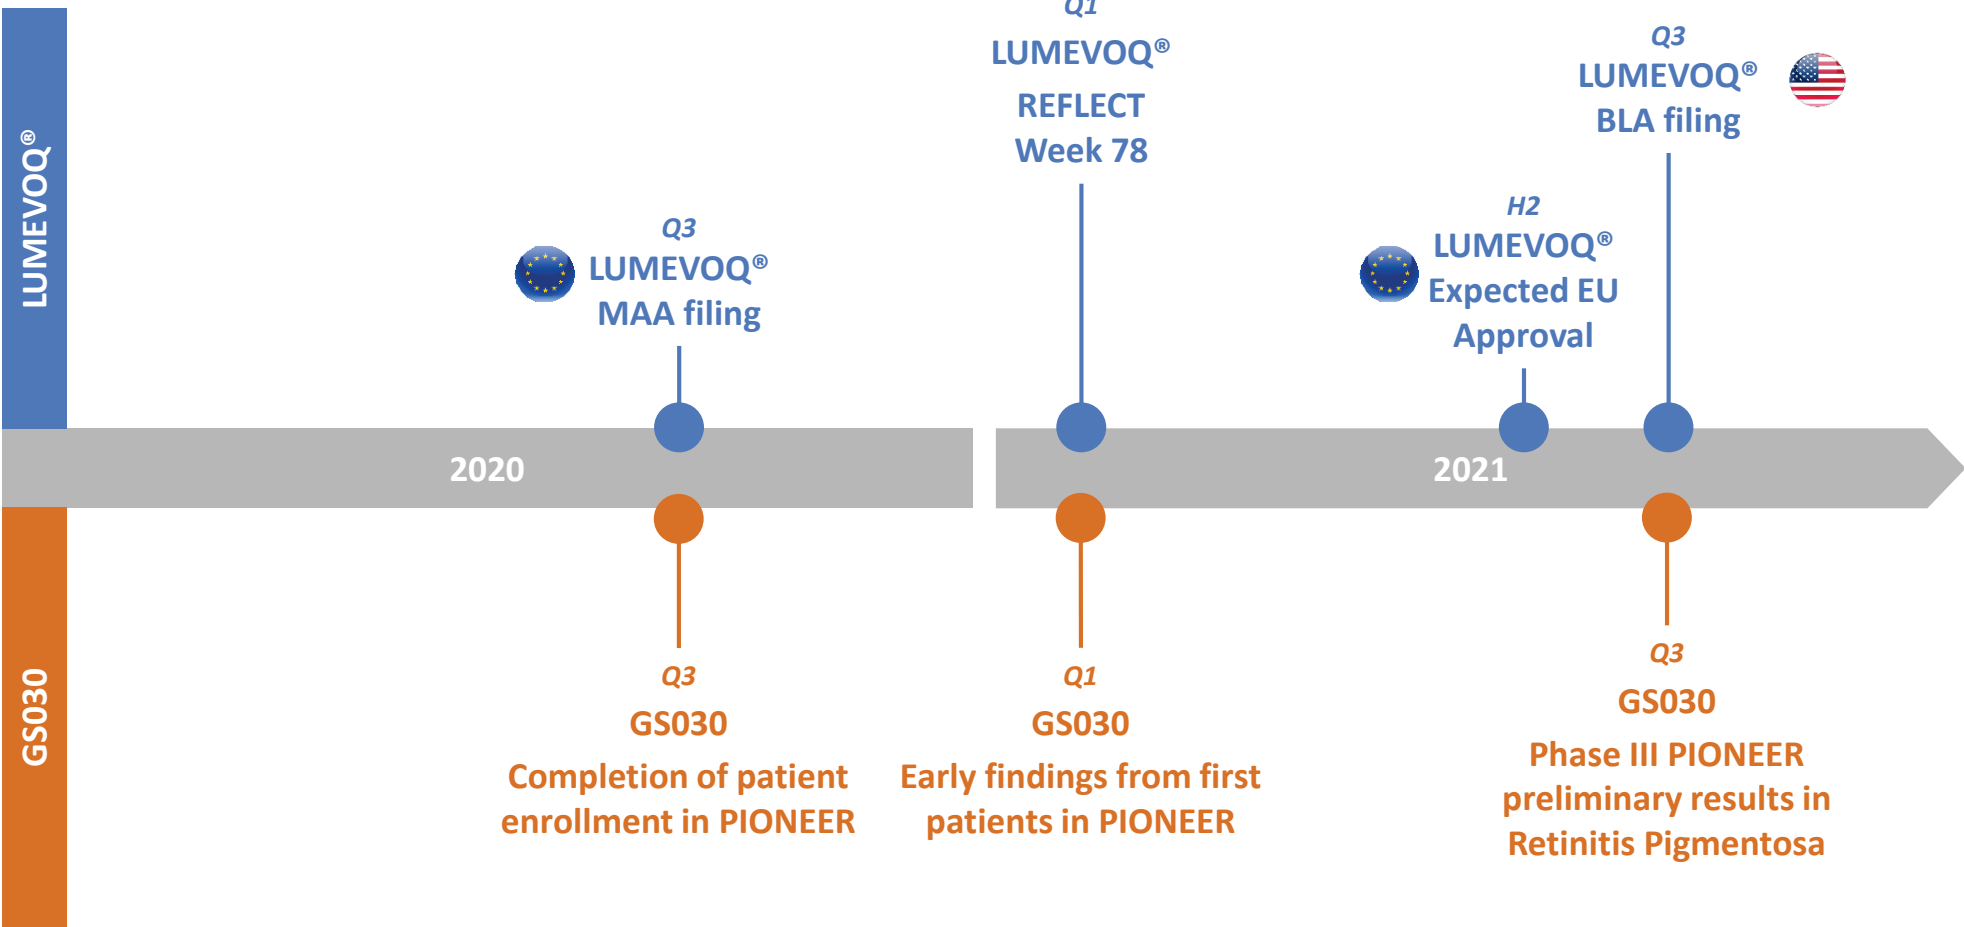 LUMEVOQ®
Q3
LUMEVOQ®
MAA filing
Q1
LUMEVOQ®
REFLECT
Week 78
H2
LUMEVOQ®
Expected EU
Approval
Q3
LUMEVOQ®
BLA filing
2020
2021
GS030
Q3
GS030
Completion of patient
enrollment in PIONEER
Q1
GS030
Early findings from first
patients in PIONEER
Q3
GS030
Phase III PIONEER
preliminary results in
Retinitis Pigmentosa